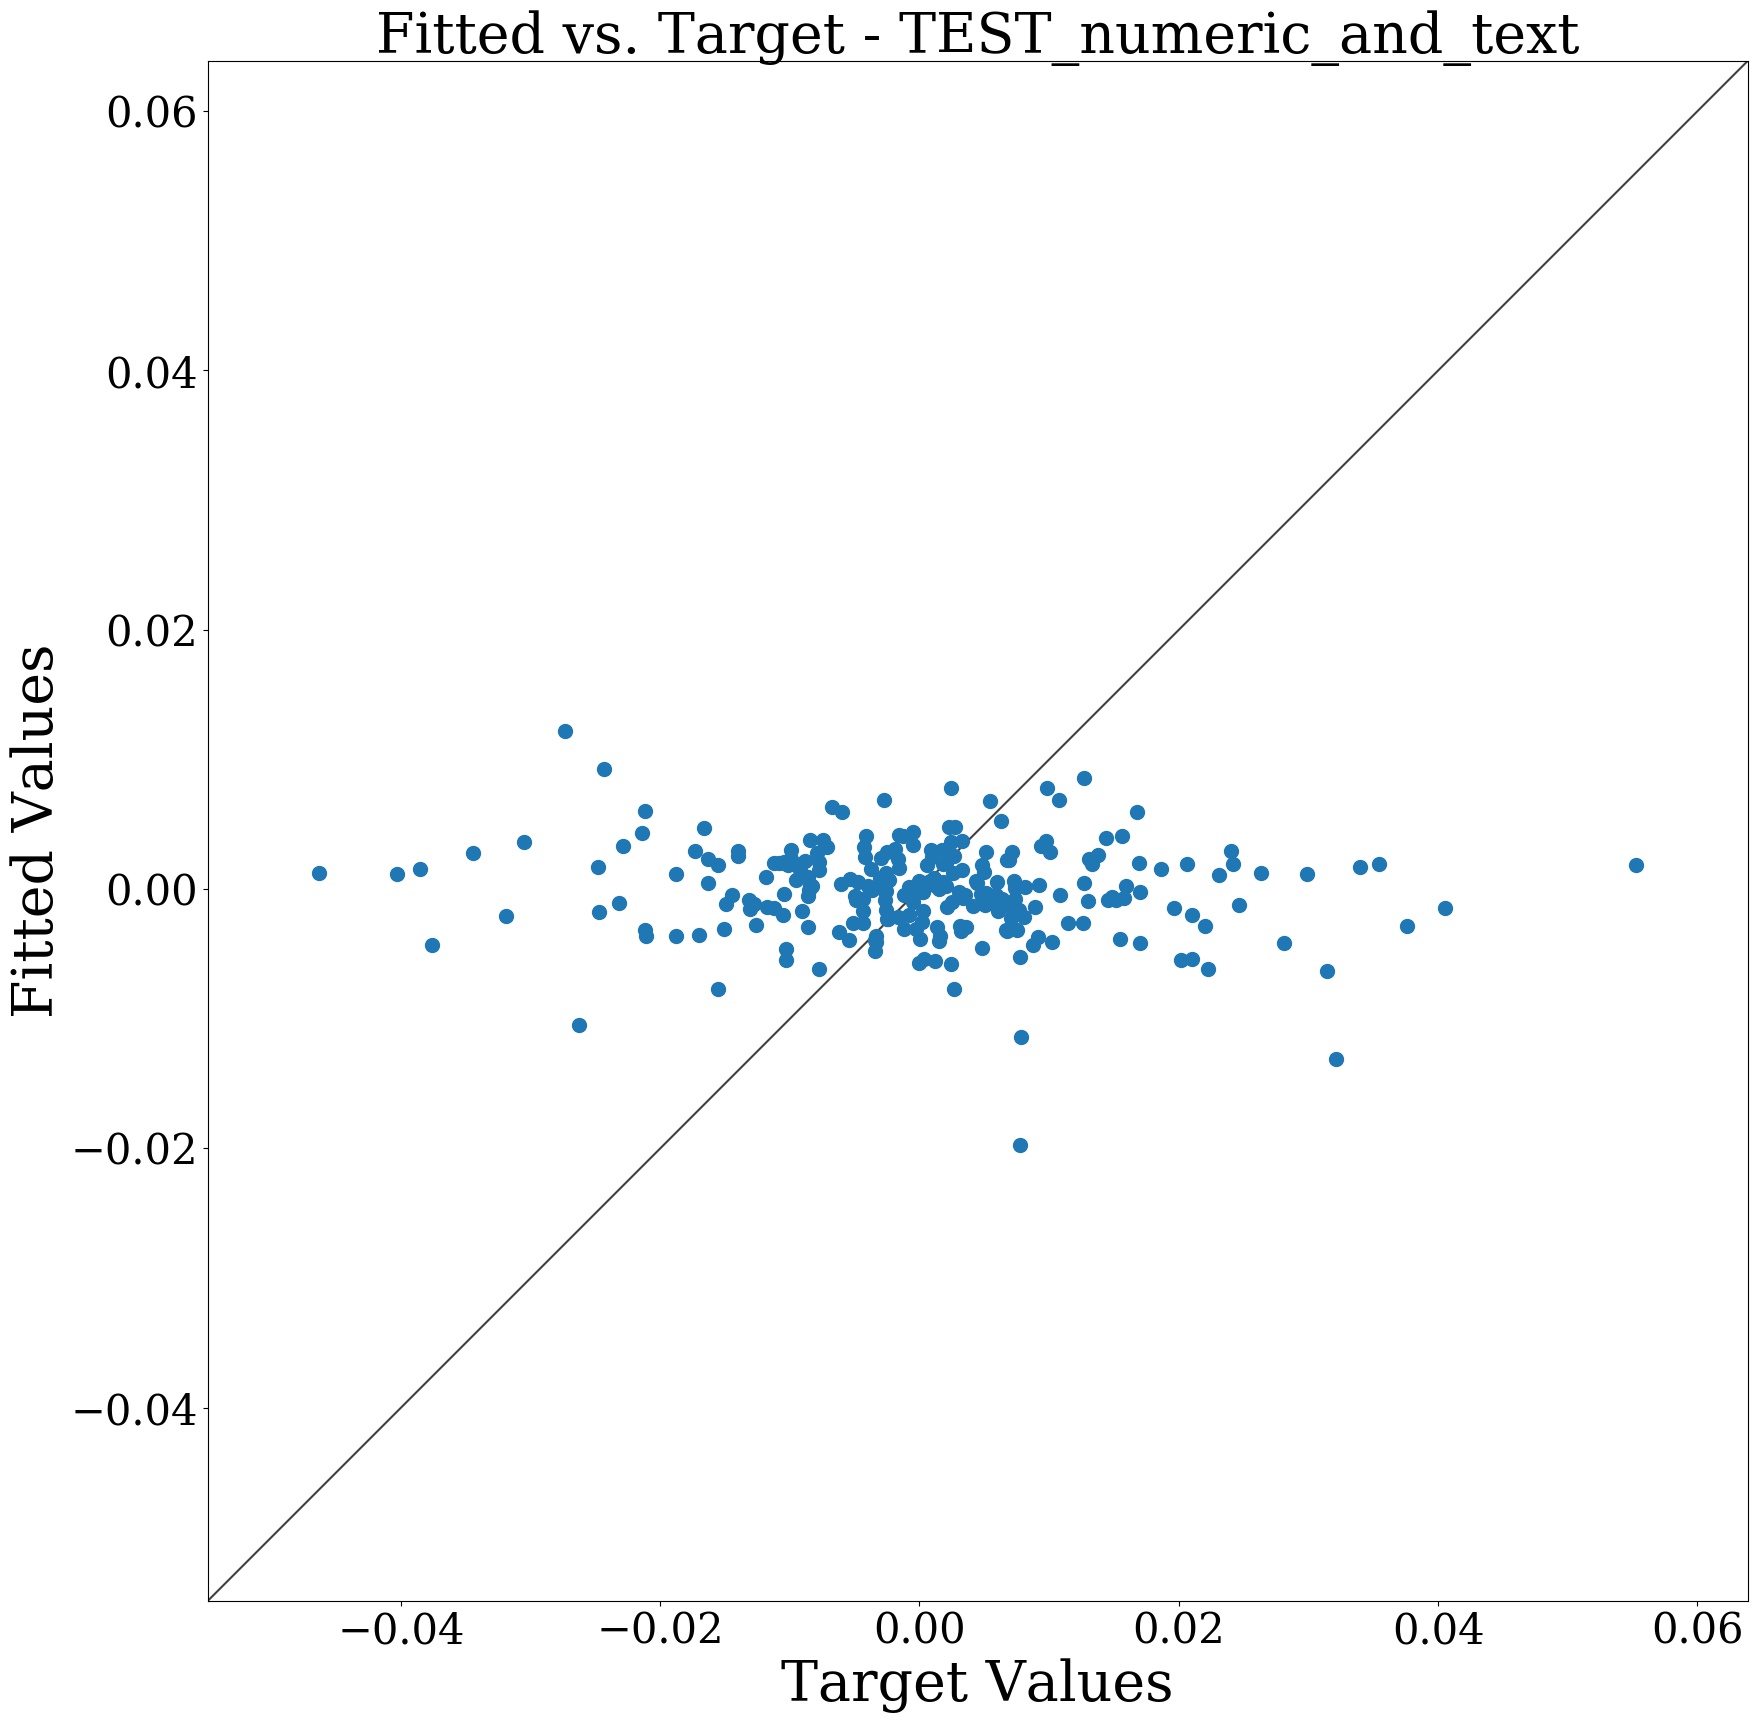 Fitted vs. Target - TEST_numeric_and_text
0.06
0.04
0.02
0.00
−0.02
−0.04
Fitted Values
−0.04 −0.02 0.00 0.02 0.04 0.06
Target Values